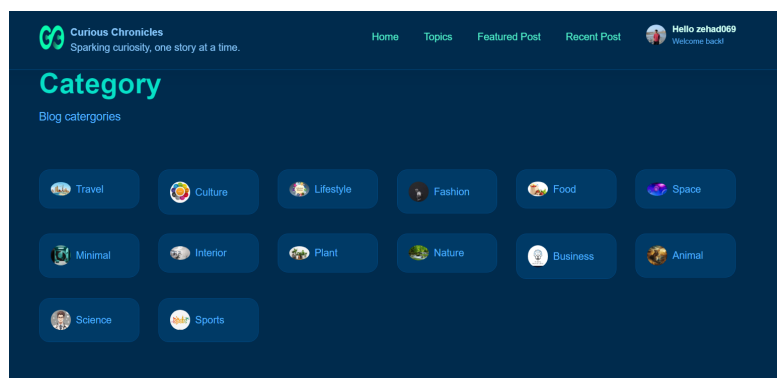 Curious Chronicles
Sparking curiosity, one story at a time.
Home Topics Featured Post Recent Post
Hello zehad069
Welcome back!
Category
Blog catergories
Travel Culture Lifestyle Fashion Food Space
Minimal Interior Plant Nature Business Animal
Science Sports